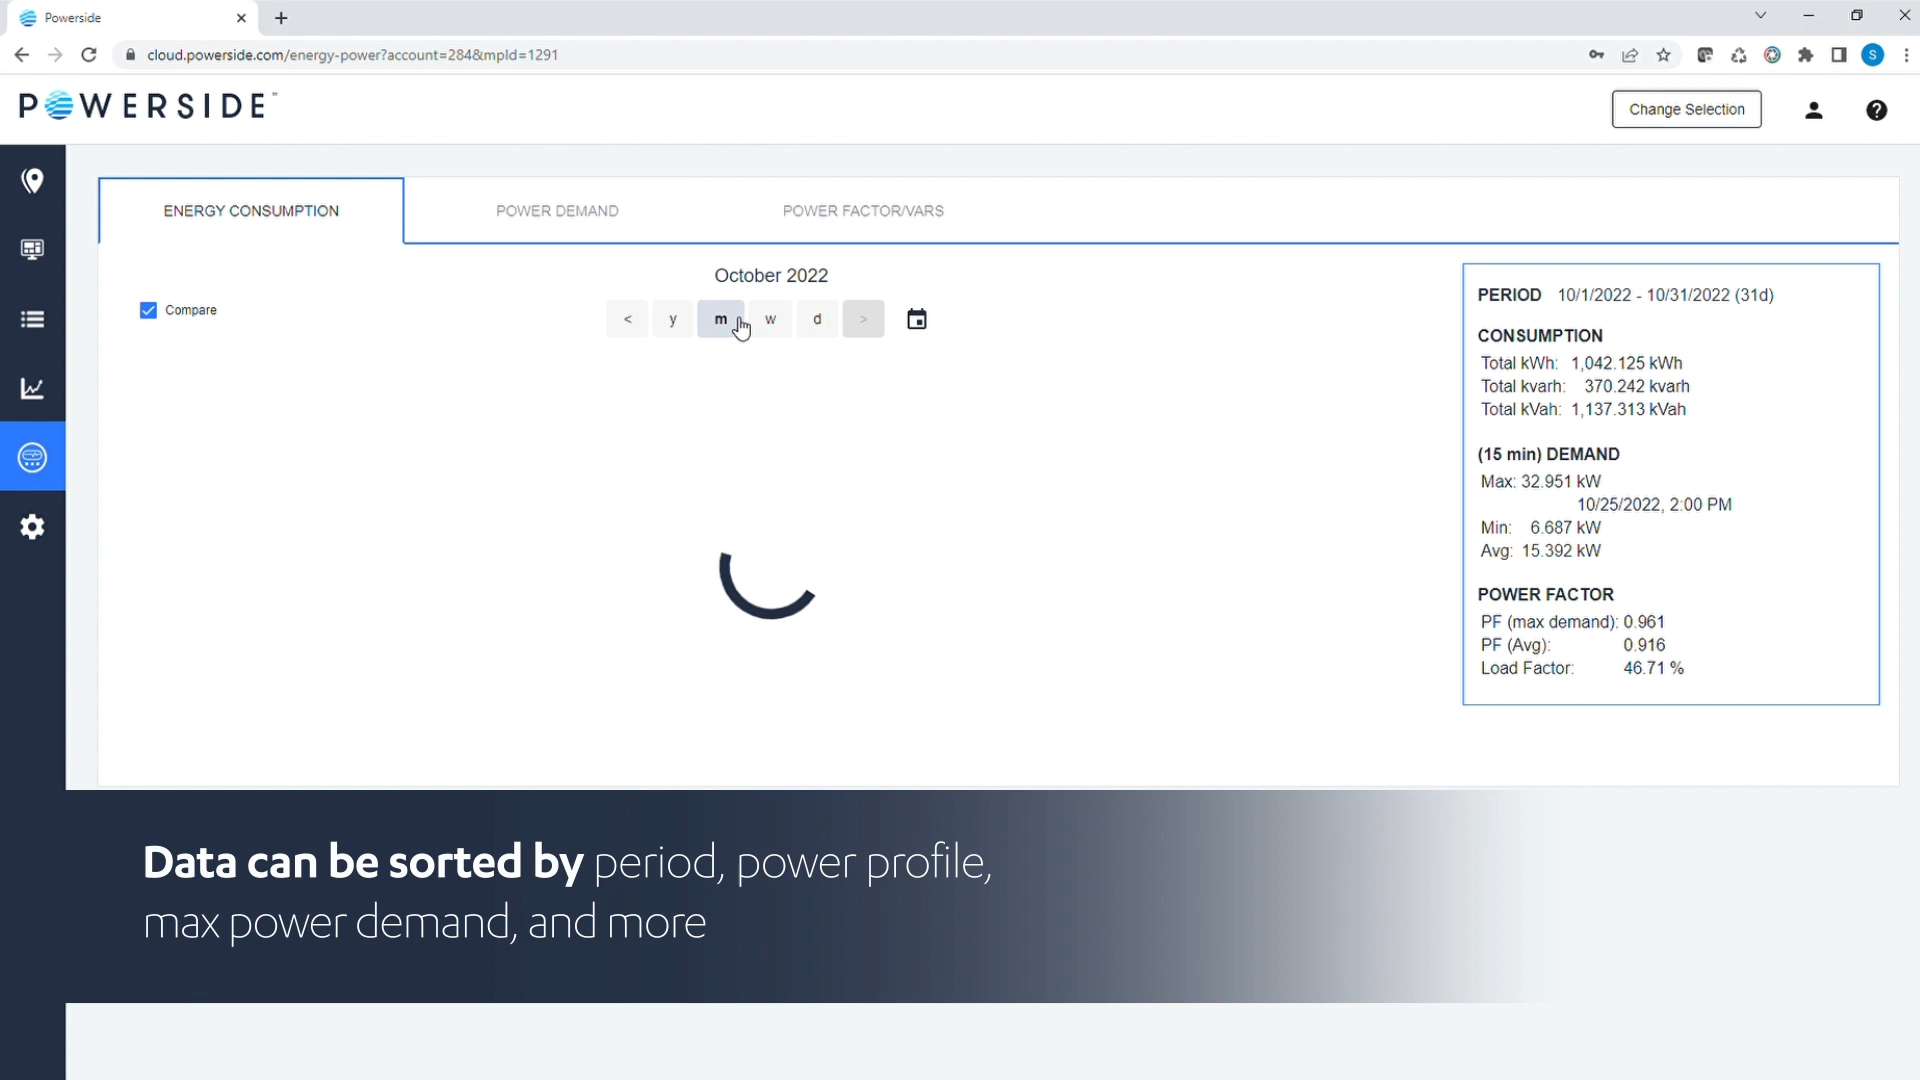 Powerside
cloud.powerside.com/energy-power?account=284&mpId=1291
S
POWERSIDE™
Change Selection
ENERGY CONSUMPTION
POWER DEMAND
POWER FACTOR/VARS
October 2022
Compare
< y m w d >
PERIOD 10/1/2022 - 10/31/2022 (31d)
CONSUMPTION
Total kWh: 1,042.125 kWh
Total kvarh: 370.242 kvarh
Total kVah: 1,137.313 kVah
(15 min) DEMAND
Max: 32.951 kW
10/25/2022, 2:00 PM
Min: 6.687 kW
Avg: 15.392 kW
POWER FACTOR
PF (max demand): 0.961
PF (Avg): 0.916
Load Factor: 46.71 %
Data can be sorted by period, power profile,
max power demand, and more